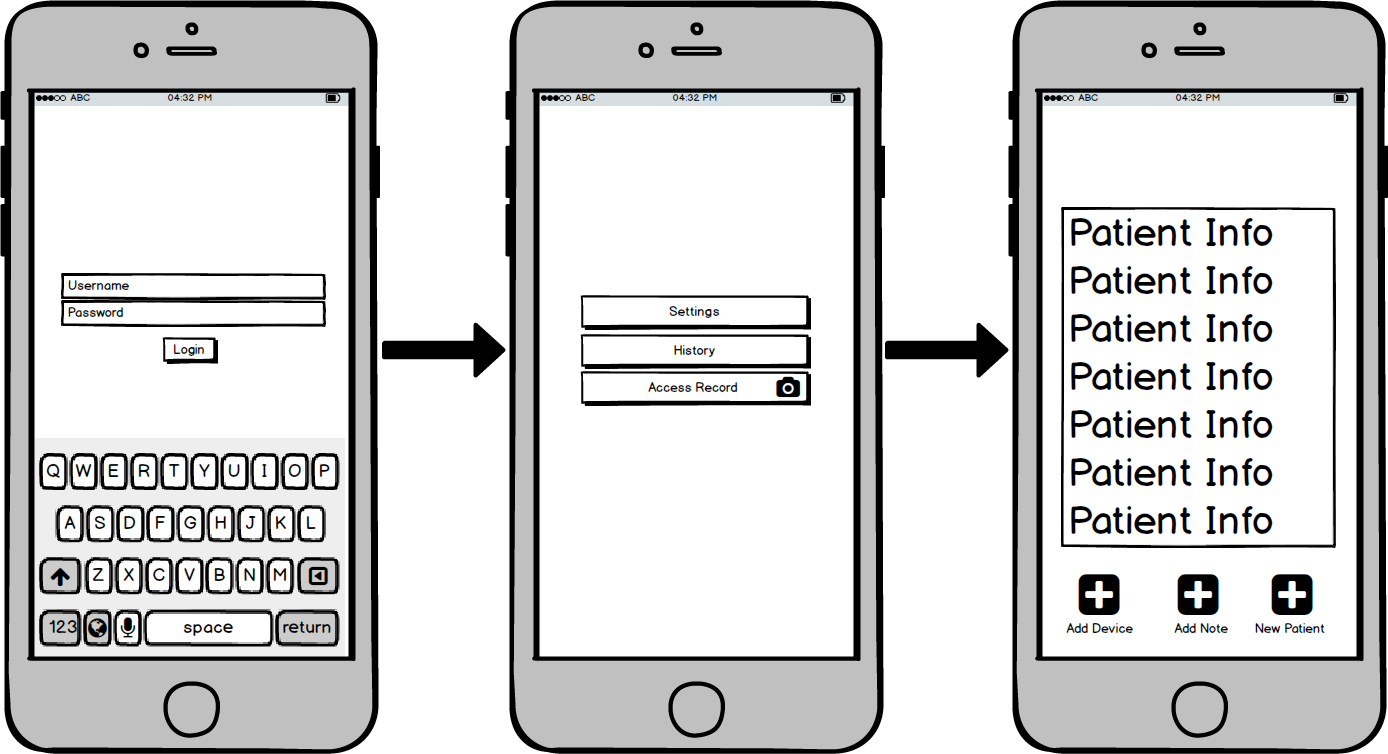 ABC 04:32 PM
Username
Password
Login
Q W E R T Y U I O P
A S D F G H J K L
Z X C V B N M
123 space return
ABC 04:32 PM
Settings
History
Access Record
ABC 04:32 PM
Patient Info
Patient Info
Patient Info
Patient Info
Patient Info
Patient Info
Patient Info
Add Device Add Note New Patient